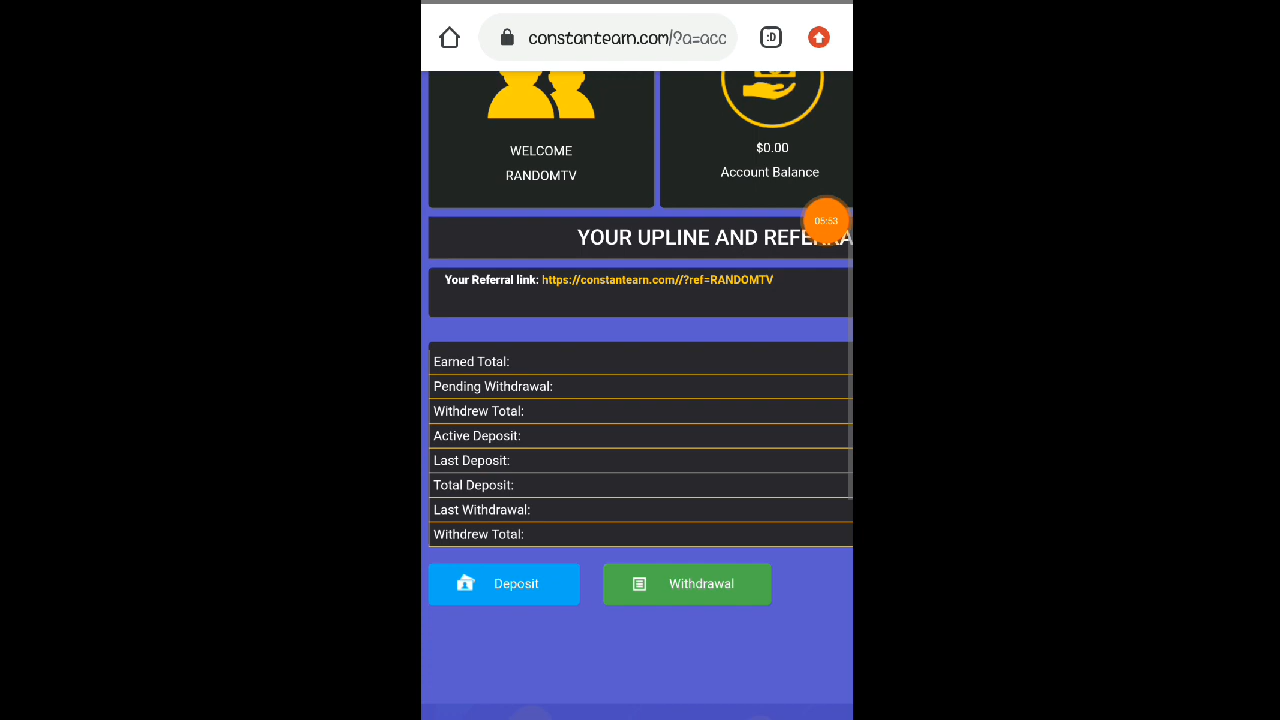 :D
constantearn.com/?a=acc
WELCOME
RANDOMTV
$0.00
Account Balance
05:53
YOUR UPLINE AND REFERRA
Your Referral link: https://constantearn.com//?ref=RANDOMTV
Earned Total:
Pending Withdrawal:
Withdrew Total:
Active Deposit:
Last Deposit:
Total Deposit:
Last Withdrawal:
Withdrew Total:
Deposit
Withdrawal